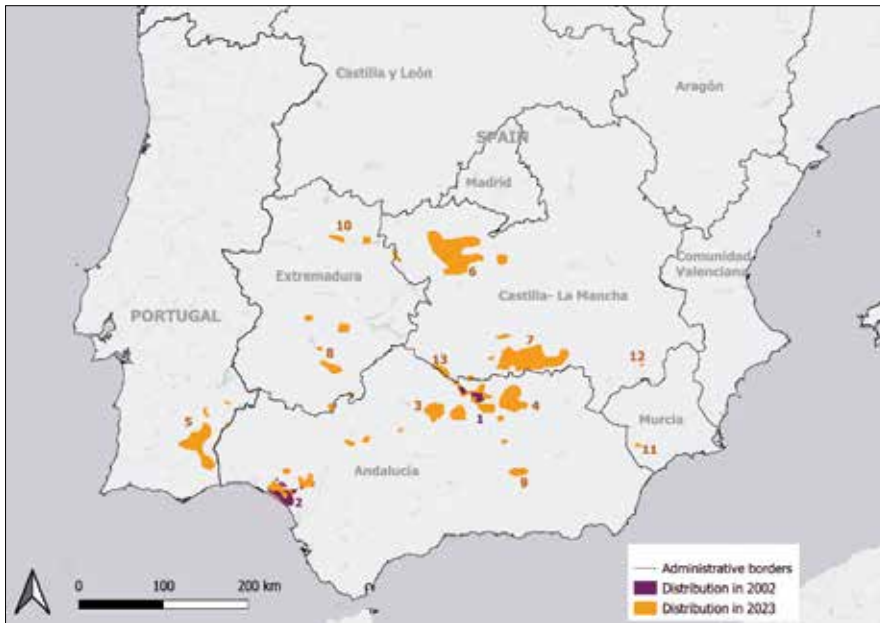 Castilla y León
Aragón
SPAIN
Madrid
10
6
Extremadura
Comunidad
Valenciana
Castilla- La Mancha
PORTUGAL
7
8
13
12
5
3
4
1
Murcia
11
Andalucía
9
2
0 100 200 km
Administrative borders
Distribution in 2002
Distribution in 2023